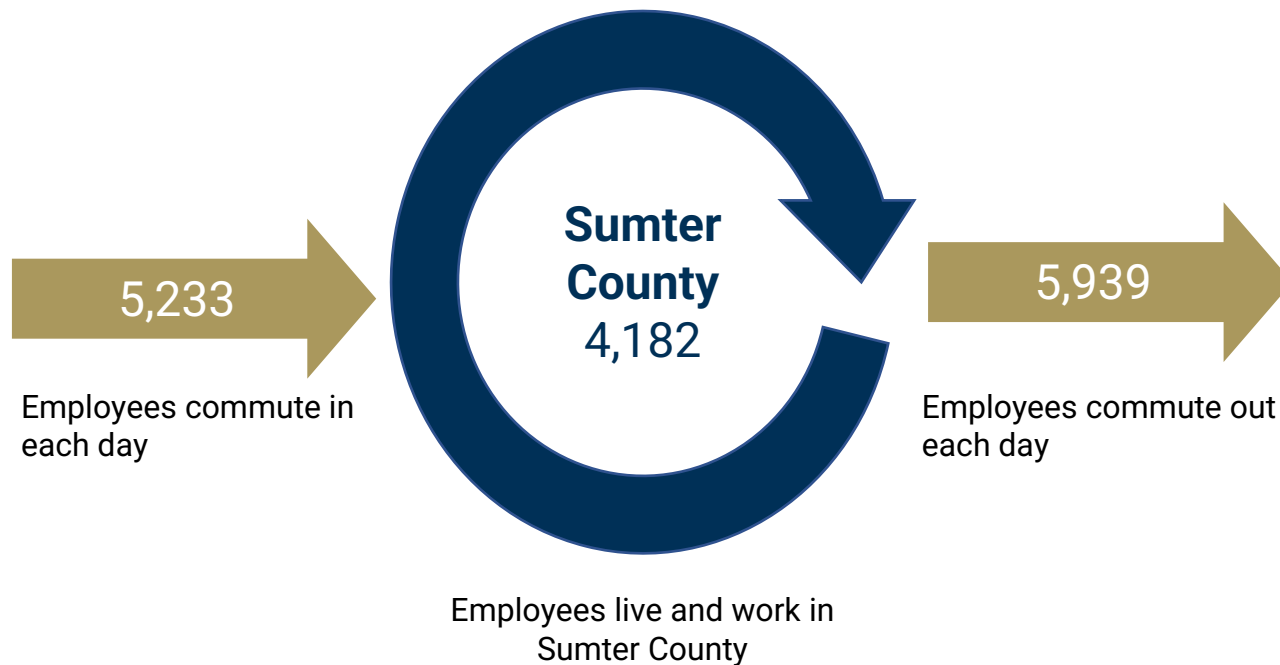 Sumter
County
4,182
5,233
Employees commute in
each day
5,939
Employees commute out
each day
Employees live and work in
Sumter County